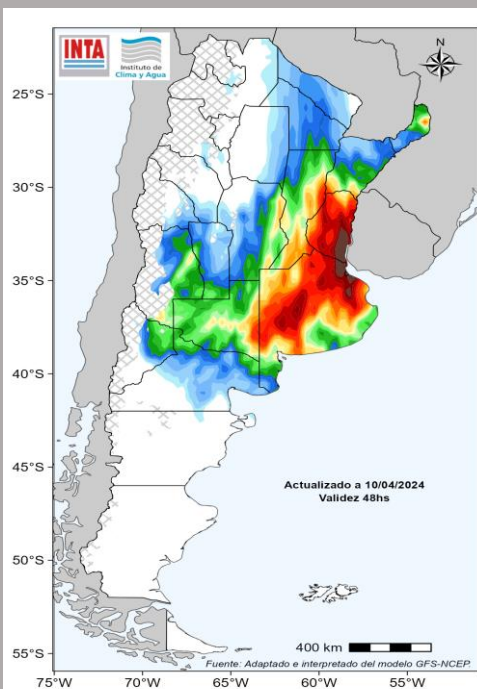 INTA
Instituto de
Clima y Agua
N
25°S
30°S
35°S
40°S
45°S
50°S
55°S
Actualizado a 10/04/2024
Validez 48hs
400 km
Fuente: Adaptado e interpretado del modelo GFS-NCEP.
75°W
70°W
65°W
60°W
55°W